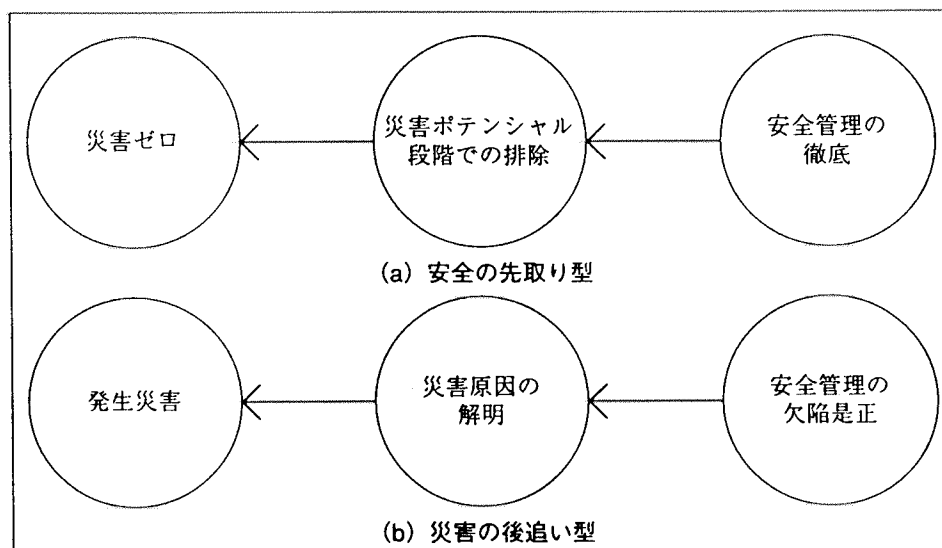 災害ゼロ
災害ポテンシャル
段階での排除
安全管理の
徹底
(a) 安全の先取り型
発生災害
災害原因の
解明
安全管理の
欠陥是正
(b) 災害の後追い型